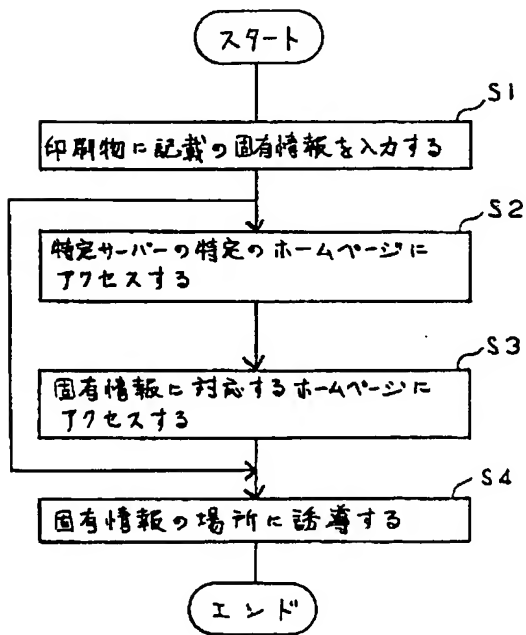 スタート
S1
印刷物に記載の固有情報を入力する
S2
特定サーバーの特定のホームページに
アクセスする
S3
固有情報に対応するホームページに
アクセスする
S4
固有情報の場所に誘導する
エンド